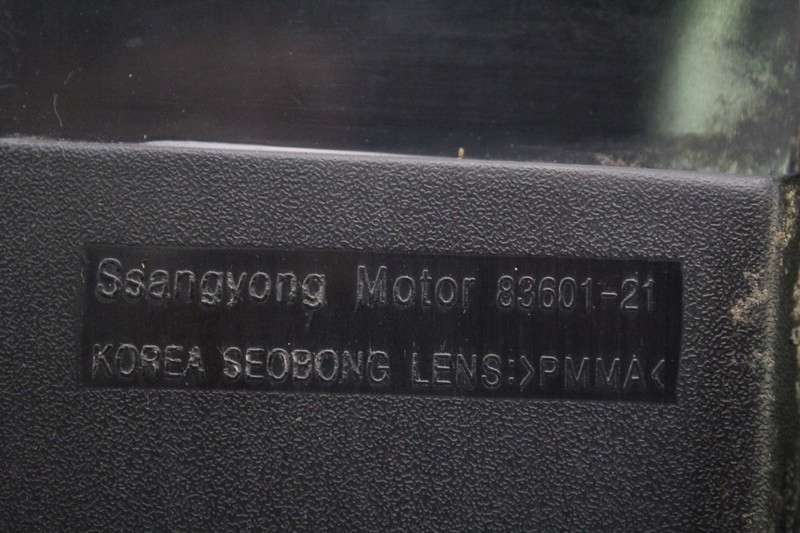 Ssangyong Motor 83601-21
KOREA SEOBONG LENS:>PMMA<